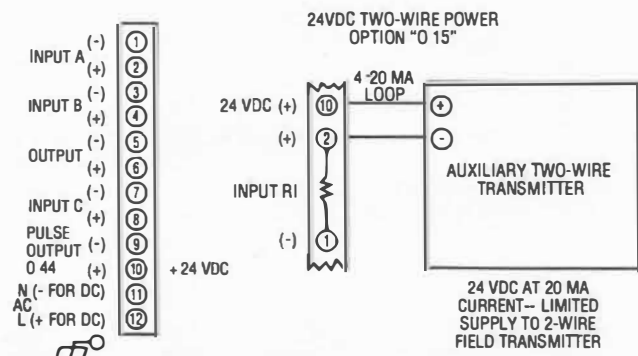 INPUT A
(-) 1
(+) 2
INPUT B
(-) 3
(+) 4
OUTPUT
(-) 5
(+) 6
INPUT C
(-) 7
(+) 8
PULSE
OUTPUT
O 44
(-) 9
(+) 10 + 24 VDC
N (- FOR DC) 11
AC
L (+ FOR DC) 12
24VDC TWO-WIRE POWER
OPTION "O 15"
4-20 MA
LOOP
24 VDC (+) 10 +
(+) 2 -
INPUT RI
(-) 1
AUXILIARY TWO-WIRE
TRANSMITTER
24 VDC AT 20 MA
CURRENT-- LIMITED
SUPPLY TO 2-WIRE
FIELD TRANSMITTER